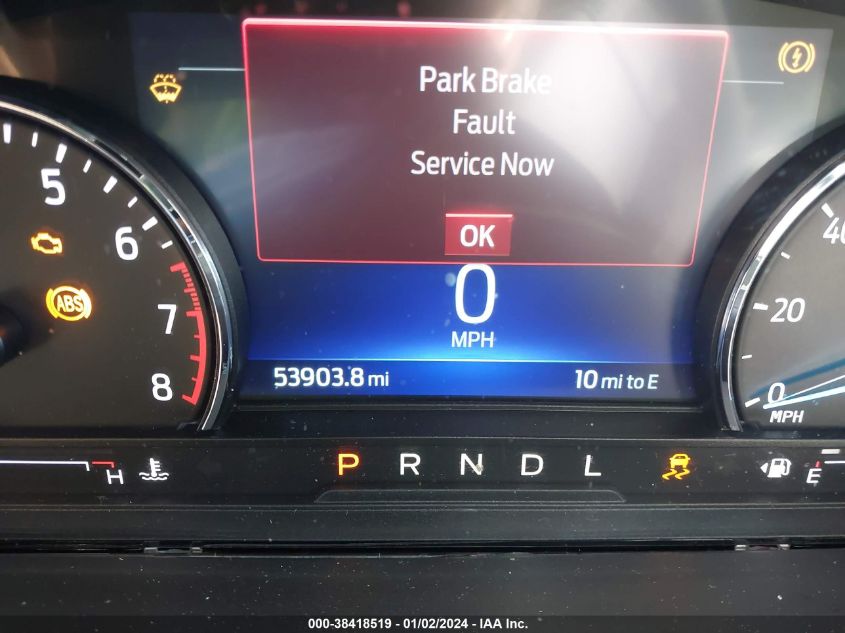 Park Brake
Fault
Service Now
OK
5
6
7
8
ABS
0
MPH
53903.8 mi
10 mi to E
40
20
0
MPH
H
P R N D L
E
000-38418519 - 01/02/2024 - IAA Inc.